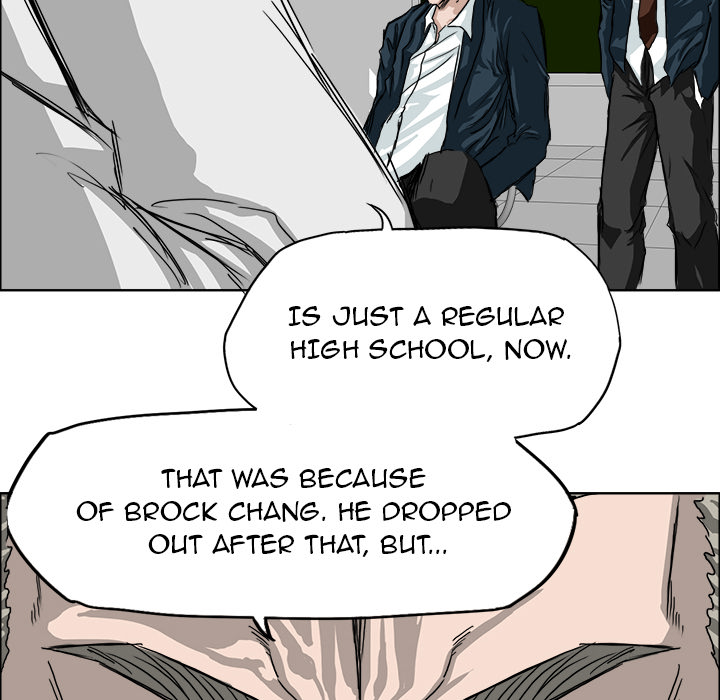 IS JUST A REGULAR
HIGH SCHOOL, NOW.
THAT WAS BECAUSE
OF BROCK CHANG. HE DROPPED
OUT AFTER THAT, BUT...